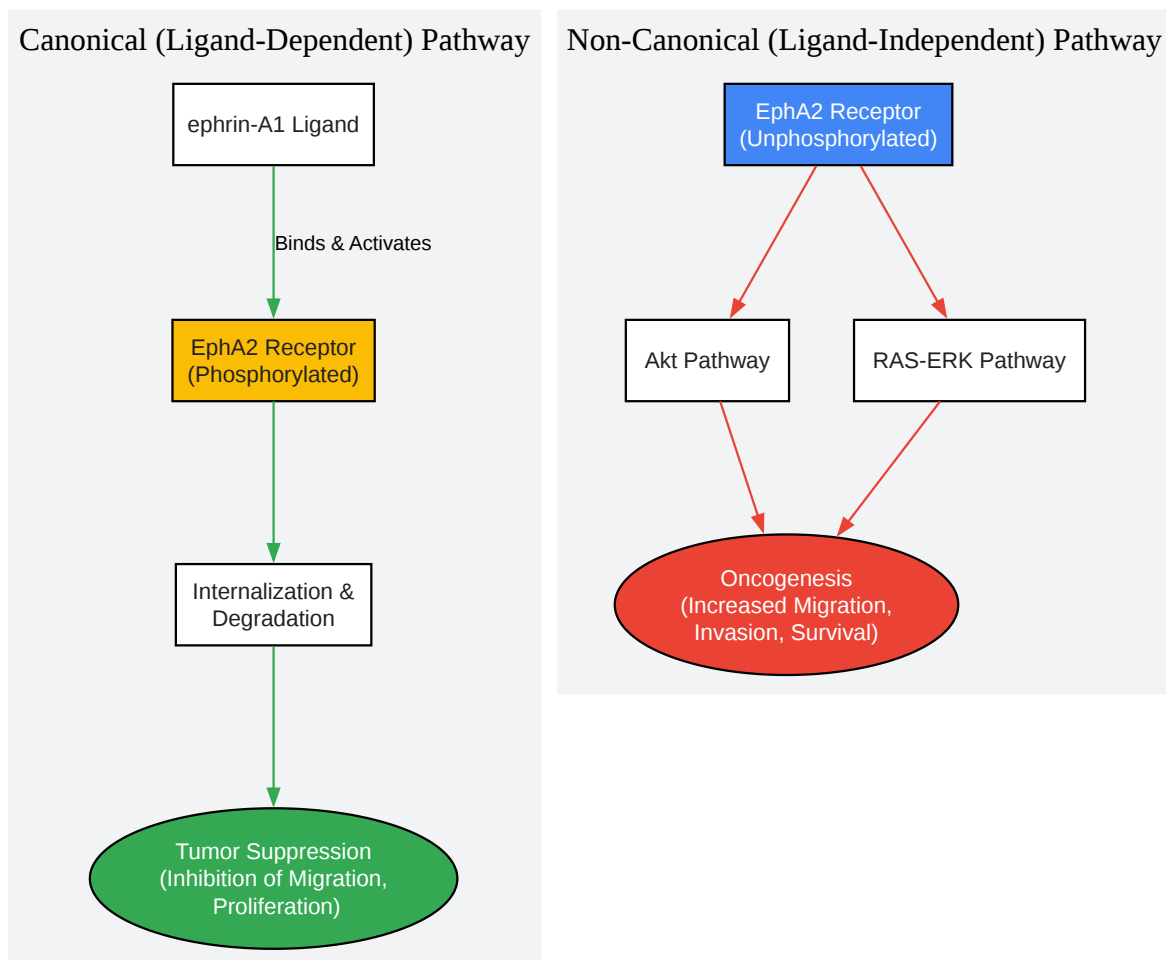 Canonical (Ligand-Dependent) Pathway
ephrin-A1 Ligand
Binds & Activates
EphA2 Receptor
(Phosphorylated)
Internalization &
Degradation
Tumor Suppression
(Inhibition of Migration,
Proliferation)
Non-Canonical (Ligand-Independent) Pathway
EphA2 Receptor
(Unphosphorylated)
Akt Pathway
RAS-ERK Pathway
Oncogenesis
(Increased Migration,
Invasion, Survival)